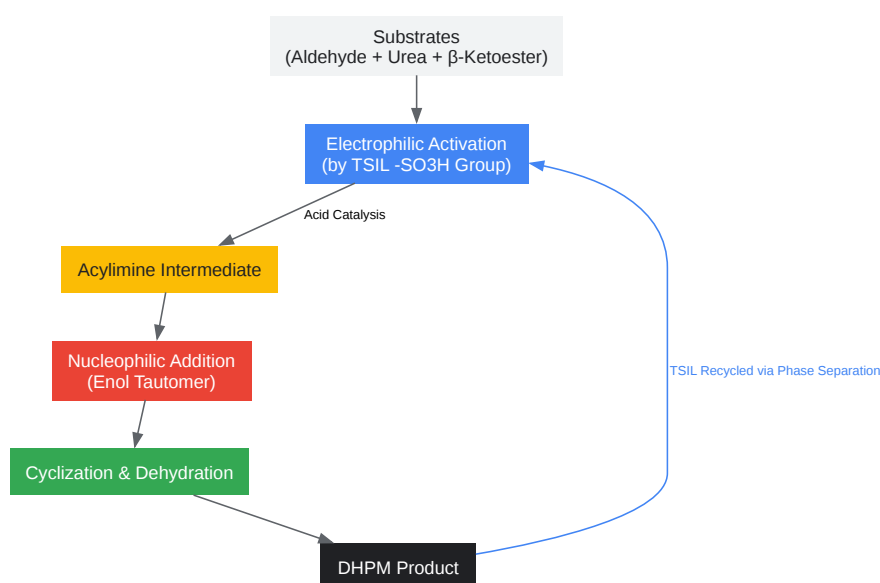 Substrates
(Aldehyde + Urea + β-Ketoester)
Electrophilic Activation
(by TSIL -SO3H Group)
Acid Catalysis
Acylimine Intermediate
Nucleophilic Addition
(Enol Tautomer)
TSIL Recycled via Phase Separation
Cyclization & Dehydration
DHPM Product